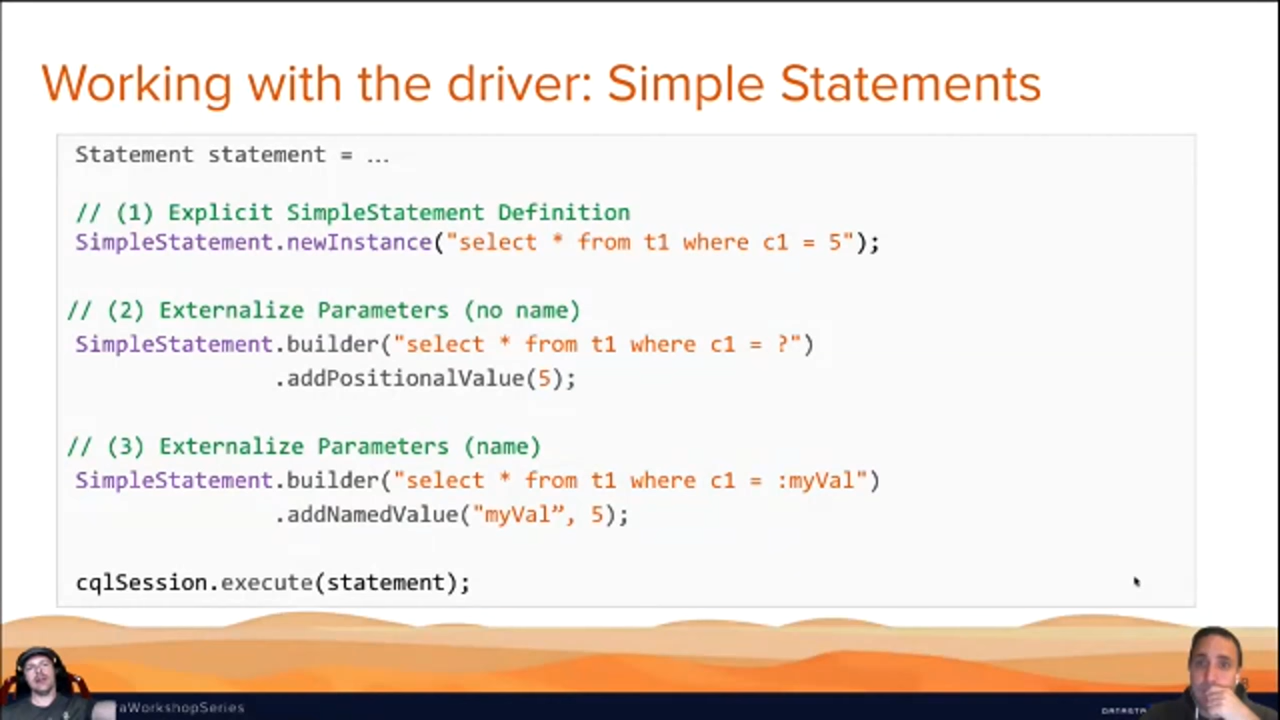 Working with the driver: Simple Statements
Statement statement = …
// (1) Explicit SimpleStatement Definition
SimpleStatement.newInstance("select * from t1 where c1 = 5");
// (2) Externalize Parameters (no name)
SimpleStatement.builder("select * from t1 where c1 = ?")
.addPositionalValue(5);
// (3) Externalize Parameters (name)
SimpleStatement.builder("select * from t1 where c1 = :myVal")
.addNamedValue("myVal”, 5);
cqlSession.execute(statement);
aWorkshopSeries
DATASTA